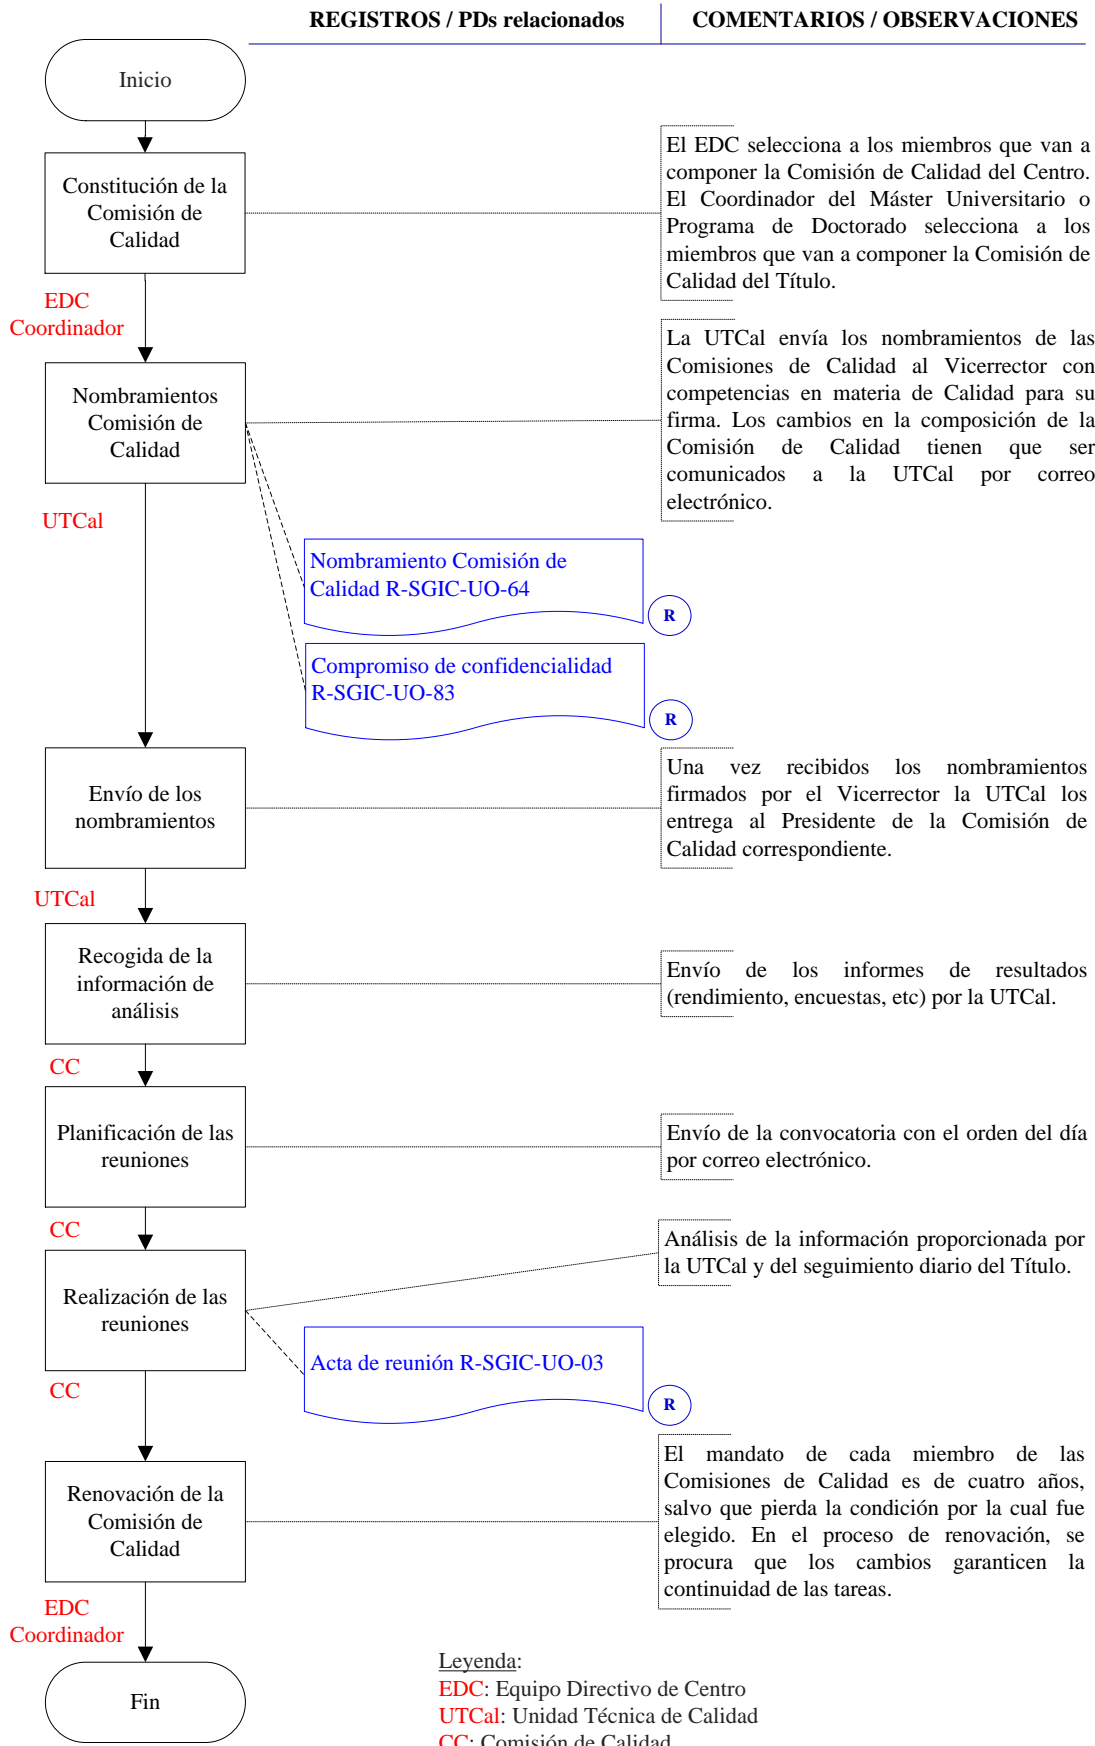 REGISTROS / PDs relacionados
COMENTARIOS / OBSERVACIONES
Inicio
Constitución de la
Comisión de
Calidad
El EDC selecciona a los miembros que van a
componer la Comisión de Calidad del Centro.
El Coordinador del Máster Universitario o
Programa de Doctorado selecciona a los
miembros que van a componer la Comisión de
Calidad del Título.
EDC
Coordinador
Nombramientos
Comisión de
Calidad
La UTCal envía los nombramientos de las
Comisiones de Calidad al Vicerrector con
competencias en materia de Calidad para su
firma. Los cambios en la composición de la
Comisión de Calidad tienen que ser
comunicados a la UTCal por correo
electrónico.
UTCal
Nombramiento Comisión de
Calidad R-SGIC-UO-64
R
Compromiso de confidencialidad
R-SGIC-UO-83
R
Envío de los
nombramientos
Una vez recibidos los nombramientos
firmados por el Vicerrector la UTCal los
entrega al Presidente de la Comisión de
Calidad correspondiente.
UTCal
Recogida de la
información de
análisis
Envío de los informes de resultados
(rendimiento, encuestas, etc) por la UTCal.
CC
Planificación de las
reuniones
Envío de la convocatoria con el orden del día
por correo electrónico.
CC
Realización de las
reuniones
Análisis de la información proporcionada por
la UTCal y del seguimiento diario del Título.
Acta de reunión R-SGIC-UO-03
R
CC
Renovación de la
Comisión de
Calidad
El mandato de cada miembro de las
Comisiones de Calidad es de cuatro años,
salvo que pierda la condición por la cual fue
elegido. En el proceso de renovación, se
procura que los cambios garanticen la
continuidad de las tareas.
EDC
Coordinador
Fin
Leyenda:
EDC: Equipo Directivo de Centro
UTCal: Unidad Técnica de Calidad
CC: Comisión de Calidad